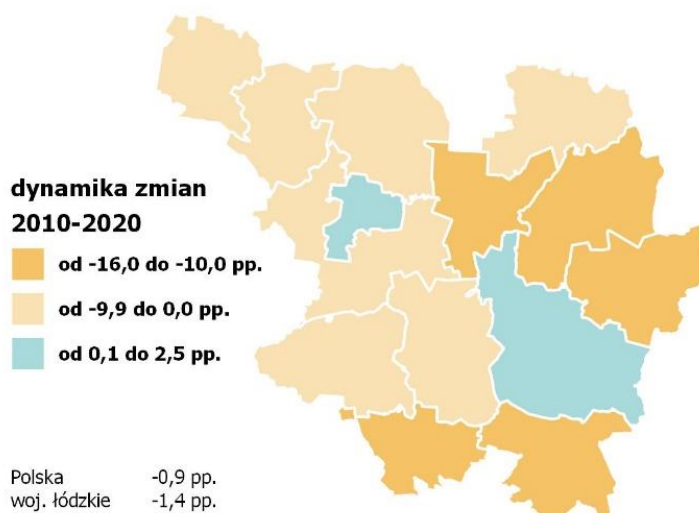 dynamika zmian
2010-2020
od -16,0 do -10,0 pp.
od -9,9 do 0,0 pp.
od 0,1 do 2,5 pp.
Polska -0,9 pp.
woj. łódzkie -1,4 pp.